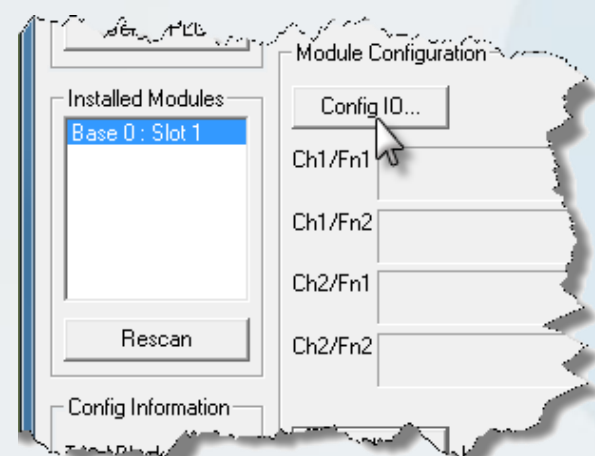 Module Configuration
Installed Modules
Config IO...
Base 0 : Slot 1
Ch1/Fn1
Ch1/Fn2
Ch2/Fn1
Rescan
Ch2/Fn2
Config Information